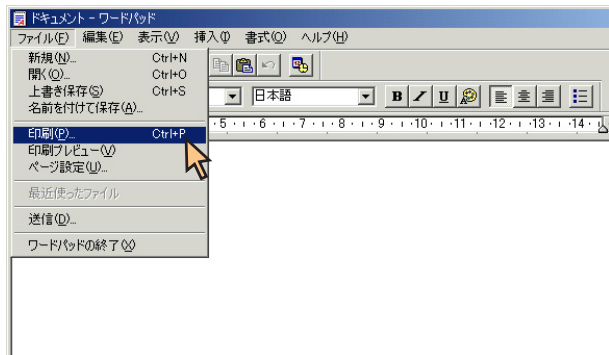 ドキュメント - ワードパッド
ファイル(F) 編集(E) 表示(V) 挿入(I) 書式(O) ヘルプ(H)
新規(N)... Ctrl+N
開く(O)... Ctrl+O
上書き保存(S) Ctrl+S
名前を付けて保存(A)...
日本語
B / U
印刷(P)... Ctrl+P
·5·ı·6·ı·7·ı·8·ı·9·ı·10·ı·11·ı·12·ı·13·ı·14·ı
印刷プレビュー(V)
ページ設定(U)...
最近使ったファイル
送信(D)...
ワードパッドの終了(X)